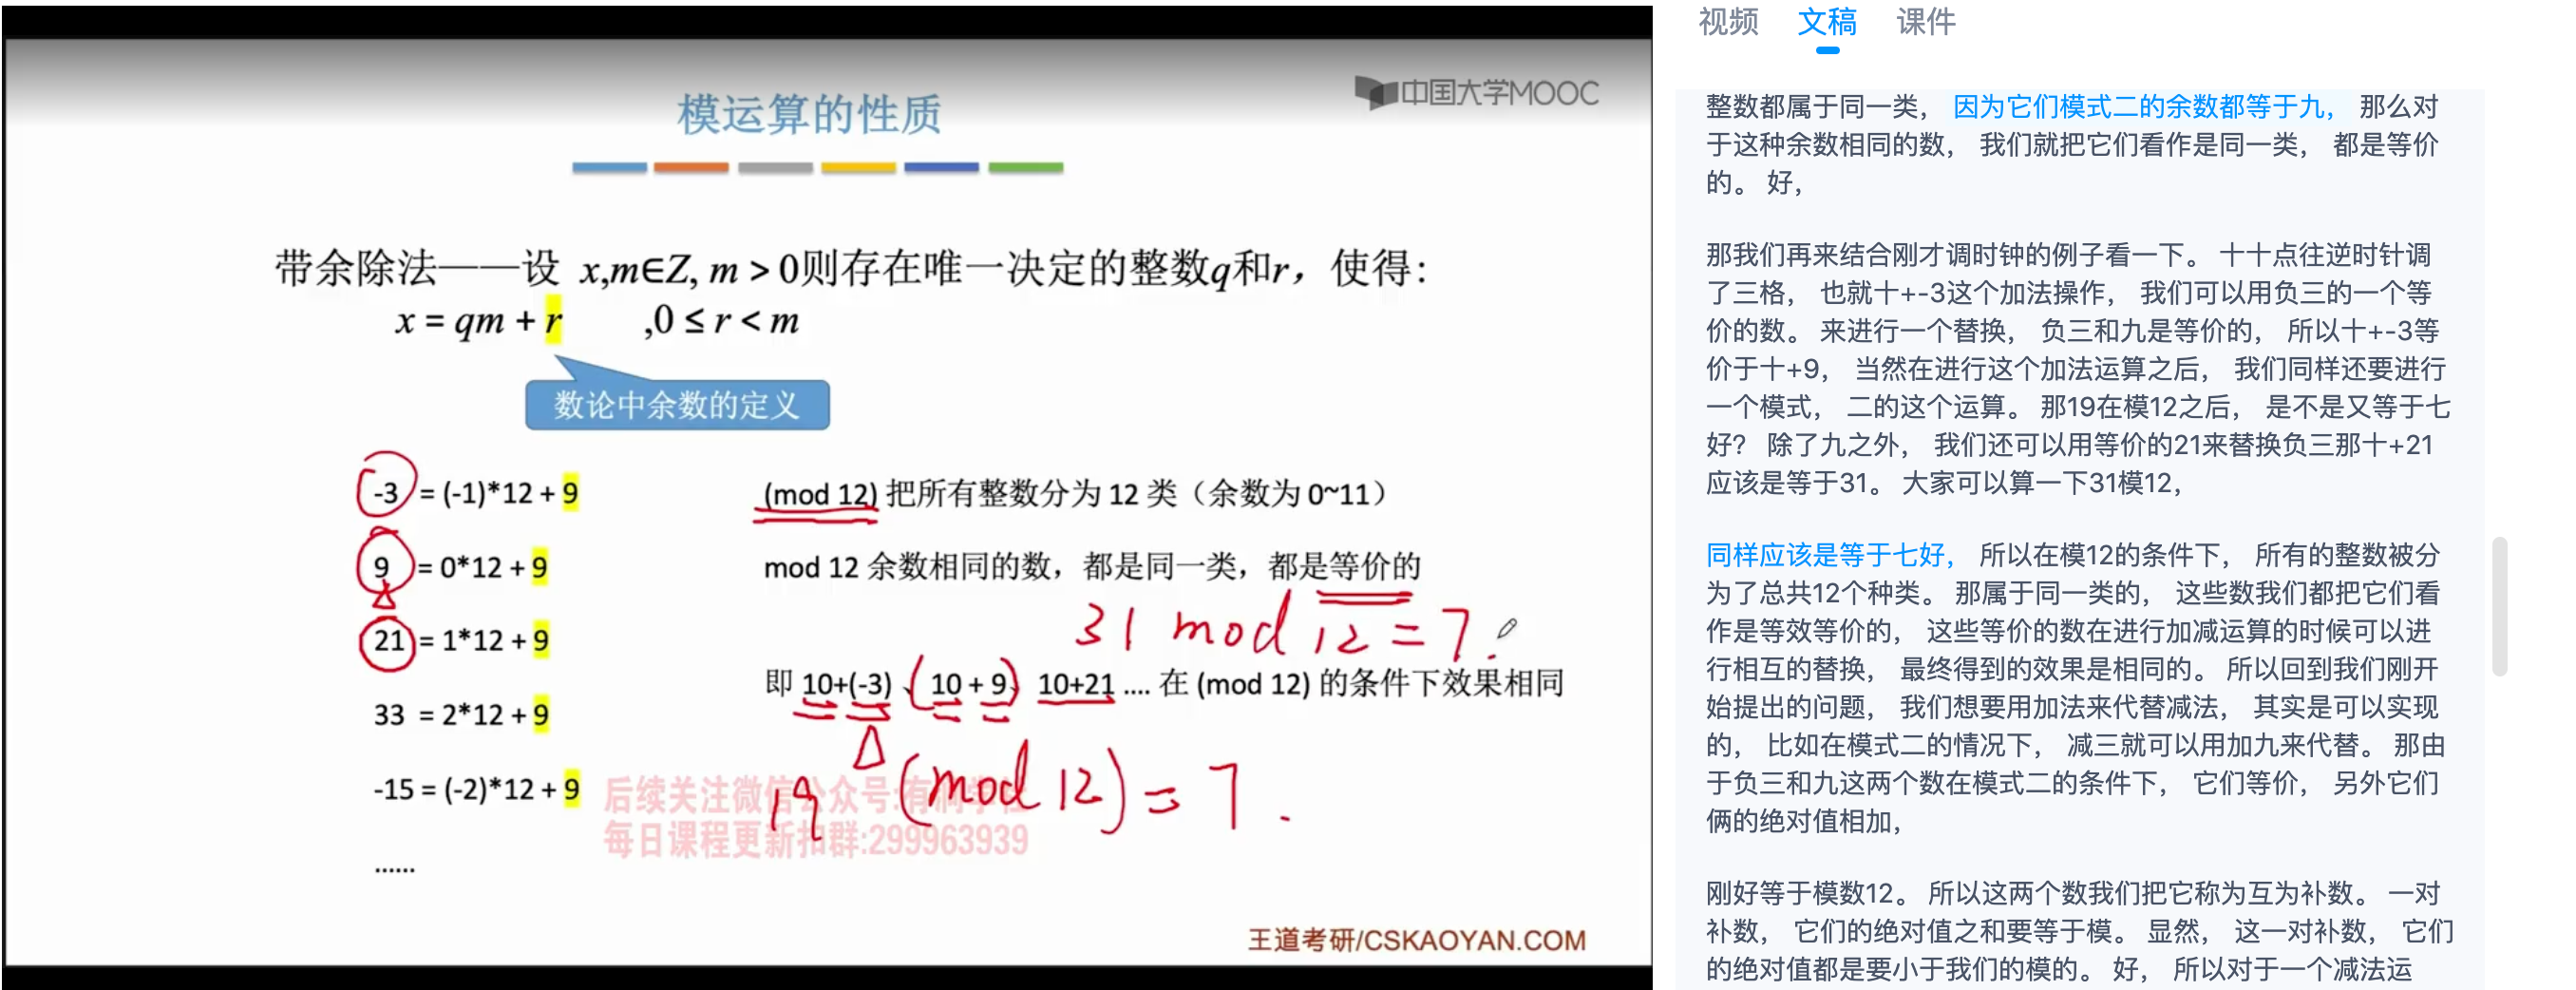 模运算的性质
中国大学MOOC
带余除法——设 x,m∈Z, m > 0则存在唯一决定的整数q和r，使得：
x = qm + r ,0 ≤ r < m
数论中余数的定义
-3 = (-1)*12 + 9
9 = 0*12 + 9
21 = 1*12 + 9
33 = 2*12 + 9
-15 = (-2)*12 + 9
......
(mod 12) 把所有整数分为 12 类（余数为 0~11）
mod 12 余数相同的数，都是同一类，都是等价的
31 mod 12 = 7.
即 10+(-3)、10 + 9、10+21 .... 在 (mod 12) 的条件下效果相同
19 (mod 12) = 7.
后续关注微信公众号:有
每日课程更新扣群:299963939
王道考研/CSKAOYAN.COM
视频 文稿 课件
整数都属于同一类， 因为它们模式二的余数都等于九， 那么对
于这种余数相同的数， 我们就把它们看作是同一类， 都是等价
的。 好，
那我们再来结合刚才调时钟的例子看一下。 十十点往逆时针调
了三格， 也就十+-3这个加法操作， 我们可以用负三的一个等
价的数。 来进行一个替换， 负三和九是等价的， 所以十+-3等
价于十+9， 当然在进行这个加法运算之后， 我们同样还要进行
一个模式， 二的这个运算。 那19在模12之后， 是不是又等于七
好？ 除了九之外， 我们还可以用等价的21来替换负三那十+21
应该是等于31。 大家可以算一下31模12，
同样应该是等于七好， 所以在模12的条件下， 所有的整数被分
为了总共12个种类。 那属于同一类的， 这些数我们都把它们看
作是等效等价的， 这些等价的数在进行加减运算的时候可以进
行相互的替换， 最终得到的效果是相同的。 所以回到我们刚开
始提出的问题， 我们想要用加法来代替减法， 其实是可以实现
的， 比如在模式二的情况下， 减三就可以用加九来代替。 那由
于负三和九这两个数在模式二的条件下， 它们等价， 另外它们
俩的绝对值相加，
刚好等于模数12。 所以这两个数我们把它称为互为补数。 一对
补数， 它们的绝对值之和要等于模。 显然， 这一对补数， 它们
的绝对值都是要小于我们的模的。 好， 所以对于一个减法运